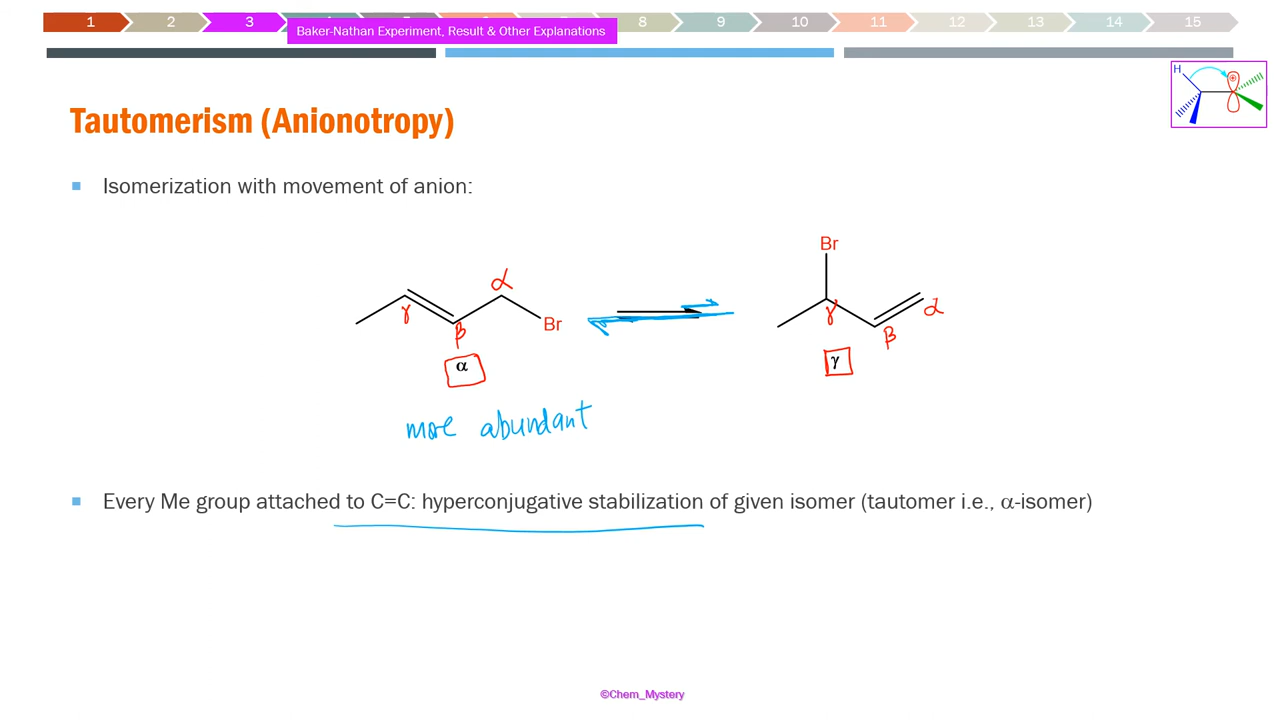 1 2 3 8 9 10 11 12 13 14 15
Baker-Nathan Experiment, Result & Other Explanations
H
Tautomerism (Anionotropy)
Isomerization with movement of anion:
Br
α
γ
β
Br
γ
β
α
α
γ
more abundant
Every Me group attached to C=C: hyperconjugative stabilization of given isomer (tautomer i.e., α-isomer)
©Chem_Mystery